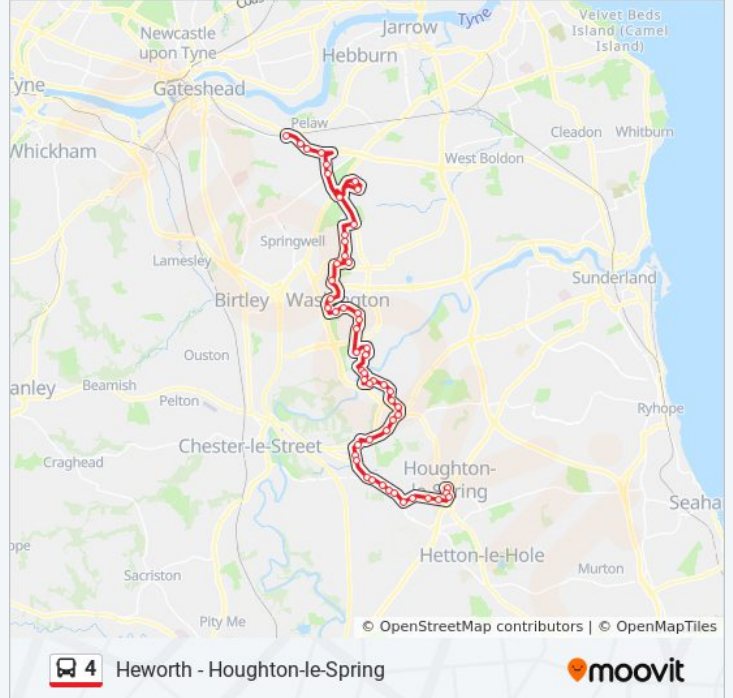 Velvet Beds
Island (Camel
Island)
Jarrow
Tyne
Newcastle
upon Tyne
Hebburn
Gateshead
yne
Pelaw
Cleadon
Whitburn
Whickham
West Boldon
Springwell
Lamesley
Sunderland
Birtley
Washington
Ouston
anley
Beamish
Pelton
Ryhope
Chester-le-Street
Craghead
Houghton-
le-Spring
Seaha
ope
Hetton-le-Hole
Sacriston
Murton
Pity Me
© OpenStreetMap contributors | © OpenMapTiles
4 Heworth - Houghton-le-Spring
moovit